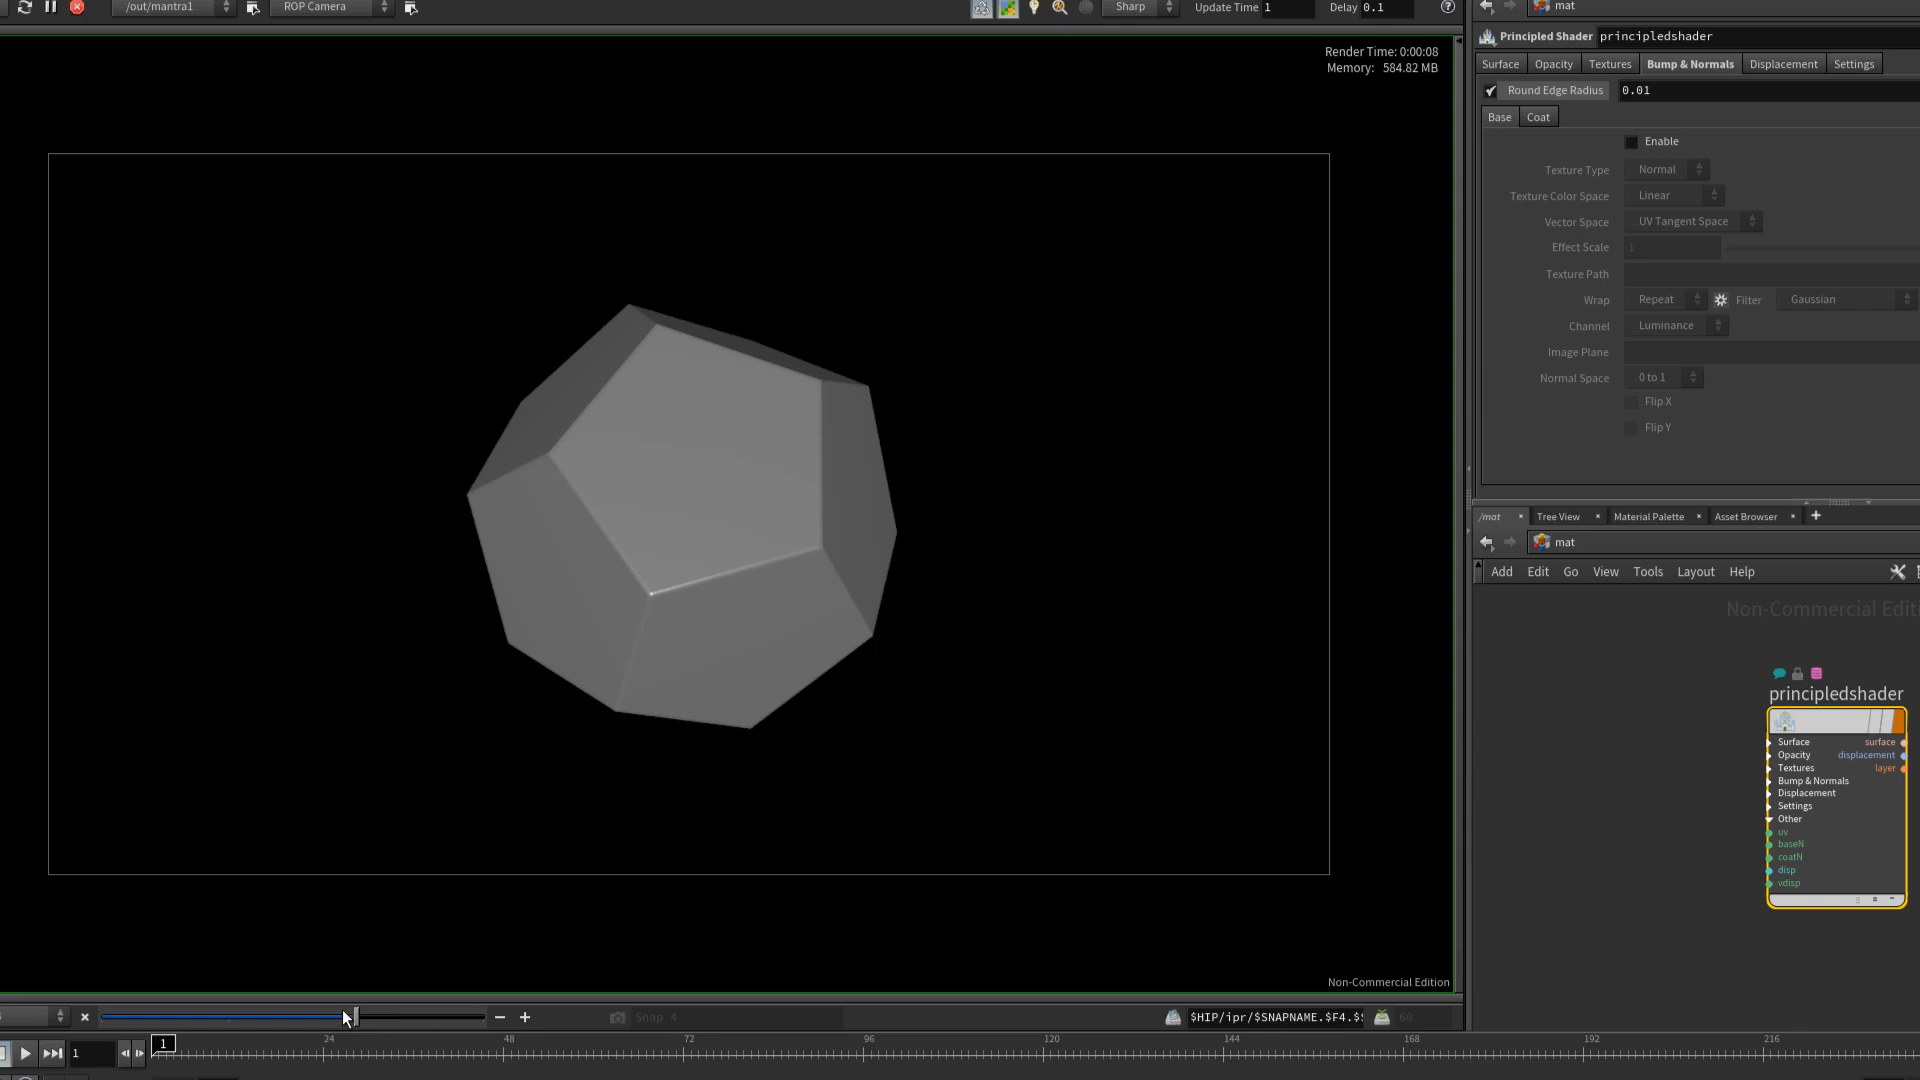 /out/mantra1 ROP Camera Sharp Update Time 1 Delay 0.1
mat
Render Time: 0:00:08
Memory: 584.82 MB
Principled Shader principledshader
Surface Opacity Textures Bump & Normals Displacement Settings
Round Edge Radius 0.01
Base Coat
Enable
Texture Type Normal
Texture Color Space Linear
Vector Space UV Tangent Space
Effect Scale 1
Texture Path
Wrap Repeat Filter Gaussian
Channel Luminance
Image Plane
Normal Space 0 to 1
Flip X
Flip Y
/mat Tree View Material Palette Asset Browser
mat
Add Edit Go View Tools Layout Help
Non-Commercial Editi
principledshader
Surface surface
Opacity displacement
Textures layer
Bump & Normals
Displacement
Settings
Other
uv
baseN
coatN
disp
vdisp
Non-Commercial Edition
Snap 4 $HIP/ipr/$SNAPNAME.$F4.$ 60
1 1 24 48 72 96 120 144 168 192 216